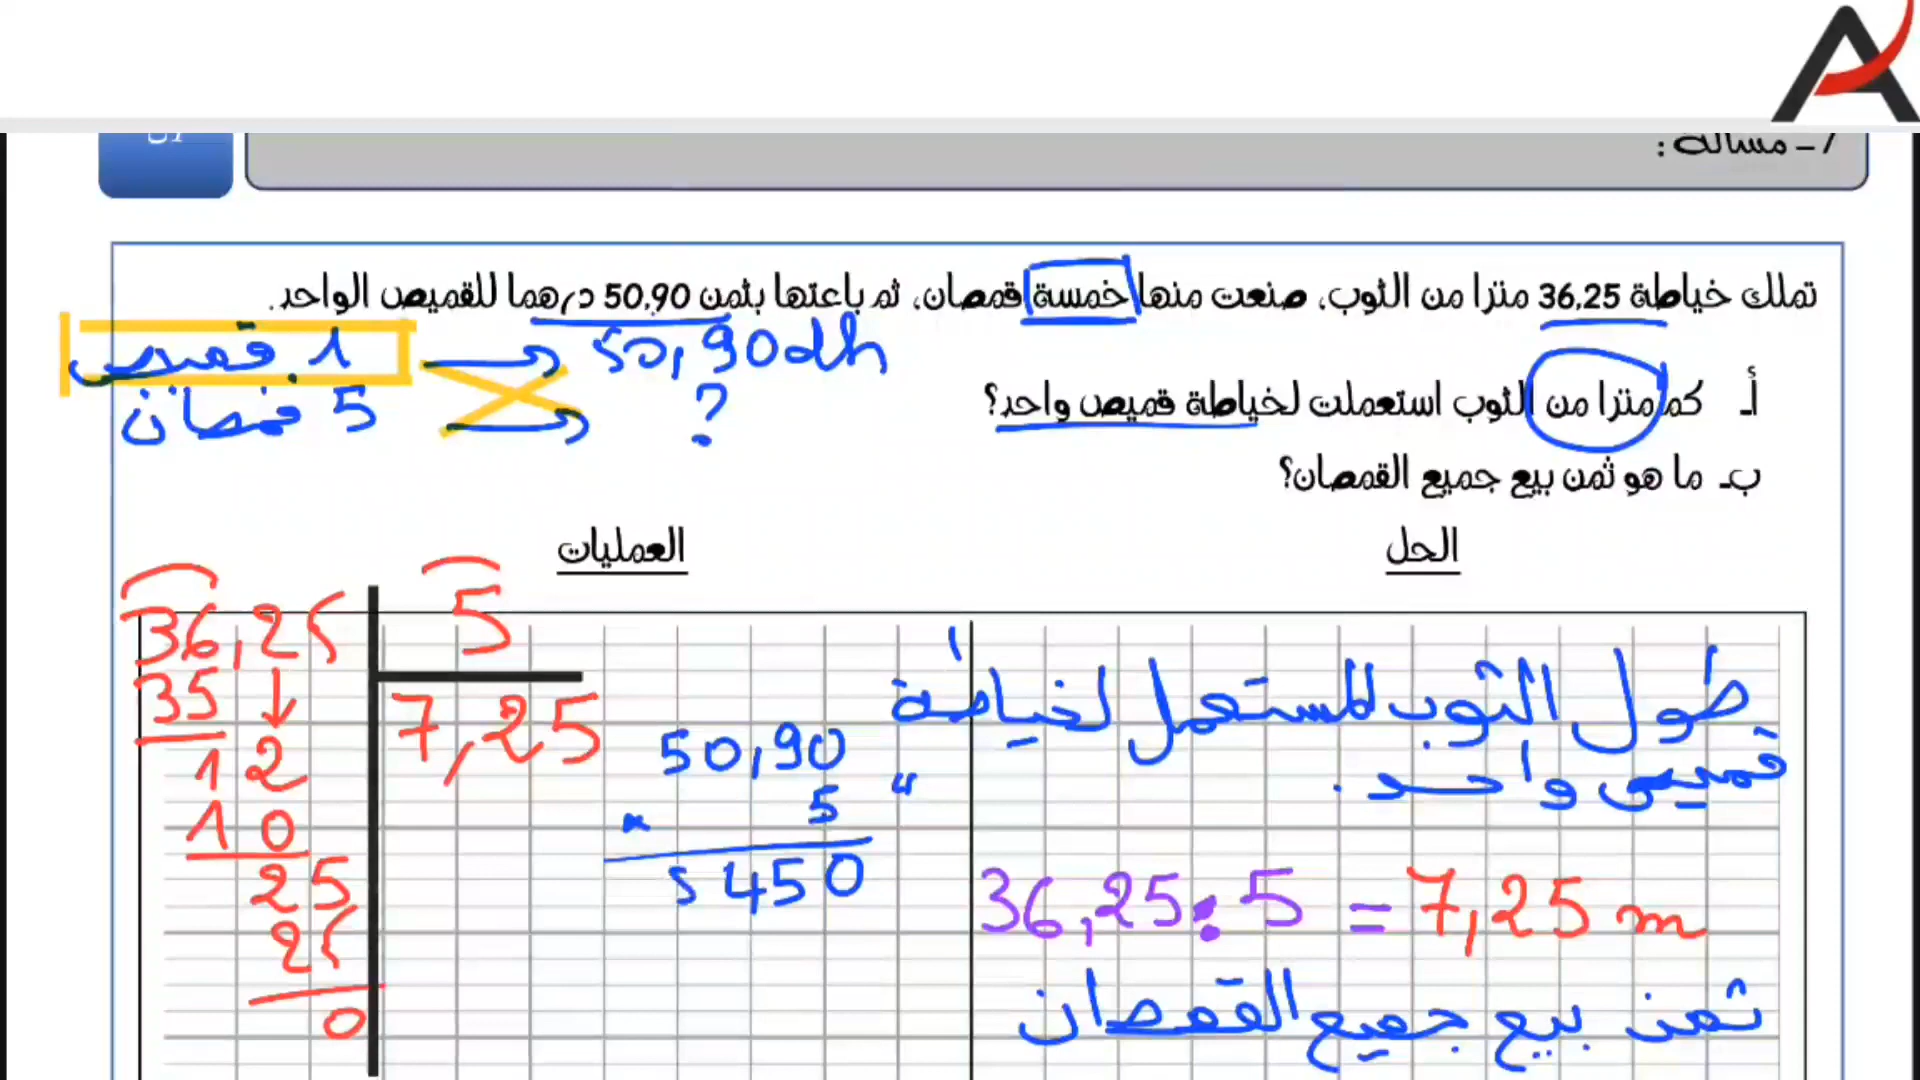 7- مسألة :
تملك خياطة 36,25 مترا من الثوب، صنعت منها خمسة قمصان، ثم باعتها بثمن 50,90 درهما للقميص الواحد.
1 قميص 50,90dh
5 قمصان ?
أ- كم مترا من الثوب استعملت لخياطة قميص واحد؟
ب- ما هو ثمن بيع جميع القمصان؟
الحل
العمليات
طول الثوب المستعمل لخياطة
قميص واحد.
36,25 : 5 = 7,25 m
ثمن بيع جميع القمصان
50,90
× 5
5450
36,25 5
35 7,25
12
10
25
25
0